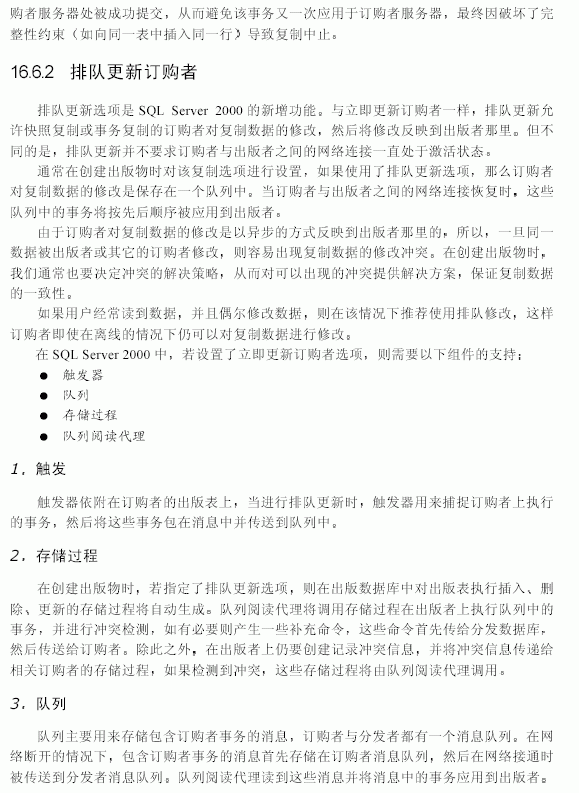 购者服务器处被成功提交，从而避免该事务又一次应用于订购者服务器，最终因破坏了完
整性约束（如向同一表中插入同一行）导致复制中止。
16.6.2 排队更新订购者
排队更新选项是 SQL Server 2000 的新增功能。与立即更新订购者一样，排队更新允
许快照复制或事务复制的订购者对复制数据的修改，然后将修改反映到出版者那里。但不
同的是，排队更新并不要求订购者与出版者之间的网络连接一直处于激活状态。
通常在创建出版物时对该复制选项进行设置，如果使用了排队更新选项，那么订购者
对复制数据的修改是保存在一个队列中。当订购者与出版者之间的网络连接恢复时，这些
队列中的事务将按先后顺序被应用到出版者。
由于订购者对复制数据的修改是以异步的方式反映到出版者那里的，所以，一旦同一
数据被出版者或其它的订购者修改，则容易出现复制数据的修改冲突。在创建出版物时，
我们通常也要决定冲突的解决策略，从而对可以出现的冲突提供解决方案，保证复制数据
的一致性。
如果用户经常读到数据，并且偶尔修改数据，则在该情况下推荐使用排队修改，这样
订购者即使在离线的情况下仍可以对复制数据进行修改。
在 SQL Server 2000 中，若设置了立即更新订购者选项，则需要以下组件的支持：
● 触发器
● 队列
● 存储过程
● 队列阅读代理
1．触发
触发器依附在订购者的出版表上，当进行排队更新时，触发器用来捕捉订购者上执行
的事务，然后将这些事务包在消息中并传送到队列中。
2．存储过程
在创建出版物时，若指定了排队更新选项，则在出版数据库中对出版表执行插入、删
除、更新的存储过程将自动生成。队列阅读代理将调用存储过程在出版者上执行队列中的
事务，并进行冲突检测，如有必要则产生一些补充命令，这些命令首先传给分发数据库，
然后传送给订购者。除此之外，在出版者上仍要创建记录冲突信息，并将冲突信息传递给
相关订购者的存储过程，如果检测到冲突，这些存储过程将由队列阅读代理调用。
3．队列
队列主要用来存储包含订购者事务的消息，订购者与分发者都有一个消息队列。在网
络断开的情况下，包含订购者事务的消息首先存储在订购者消息队列，然后在网络接通时
被传送到分发者消息队列。队列阅读代理读到这些消息并将消息中的事务应用到出版者。